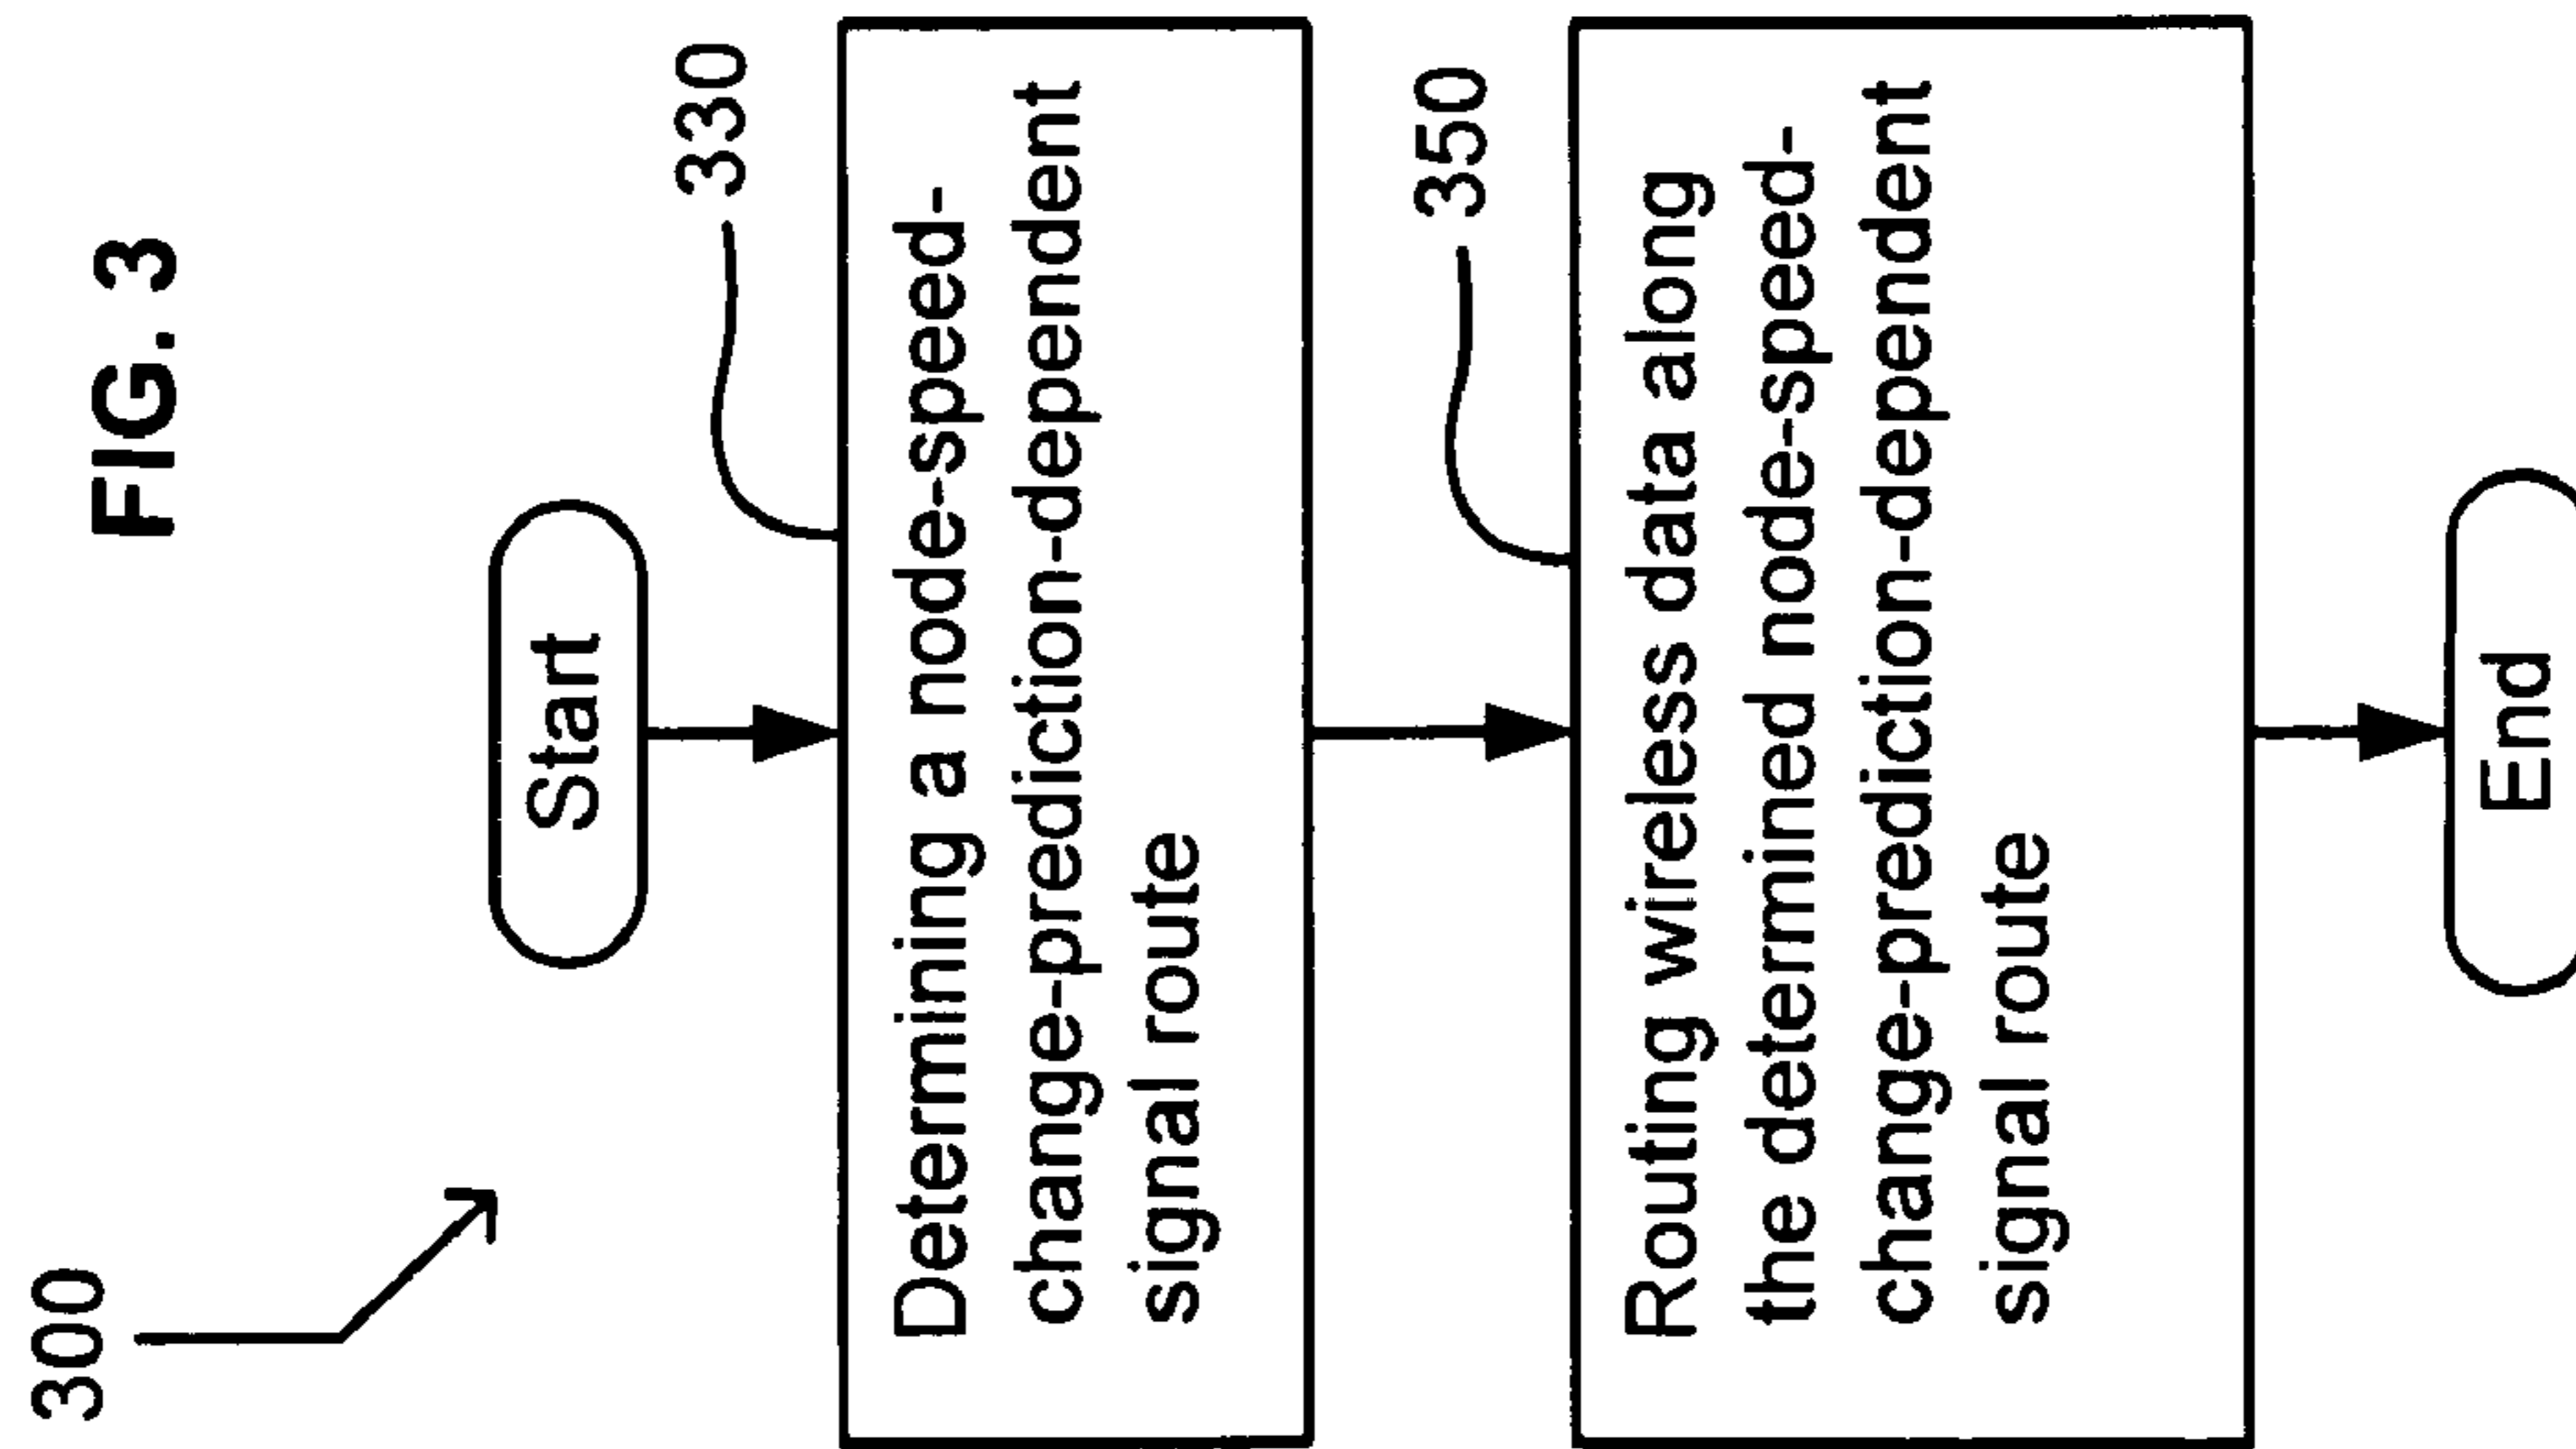 FIG. 3
300
Start
330
Determining a node-speed-
change-prediction-dependent
signal route
350
Routing wireless data along
the determined node-speed-
change-prediction-dependent
signal route
End